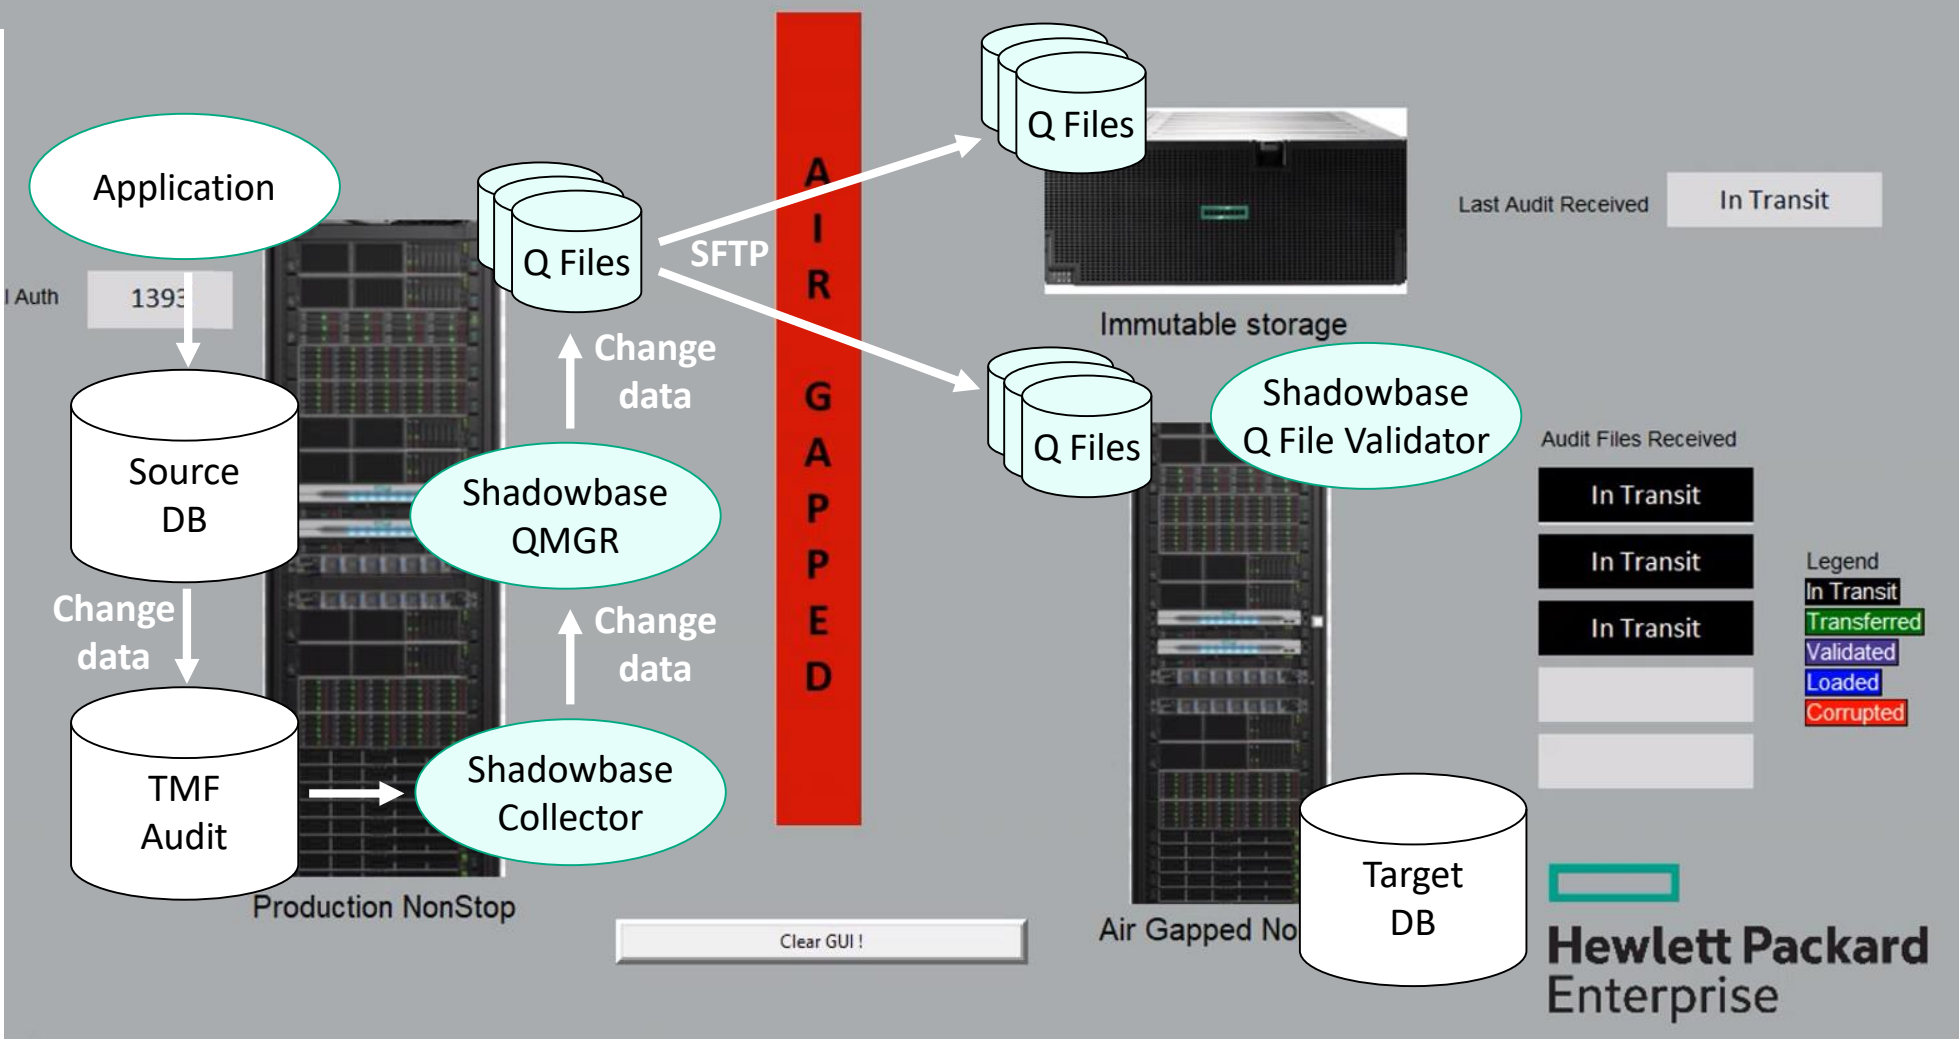 Application
l Auth
1393
Source
DB
Change
data
TMF
Audit
Shadowbase
Collector
Change
data
Shadowbase
QMGR
Change
data
Q Files
SFTP
Production NonStop
A
I
R
G
A
P
P
E
D
Clear GUI !
Q Files
Immutable storage
Last Audit Received
In Transit
Q Files
Shadowbase
Q File Validator
Air Gapped No
Target
DB
Audit Files Received
In Transit
In Transit
In Transit
Legend
In Transit
Transferred
Validated
Loaded
Corrupted
Hewlett Packard
Enterprise